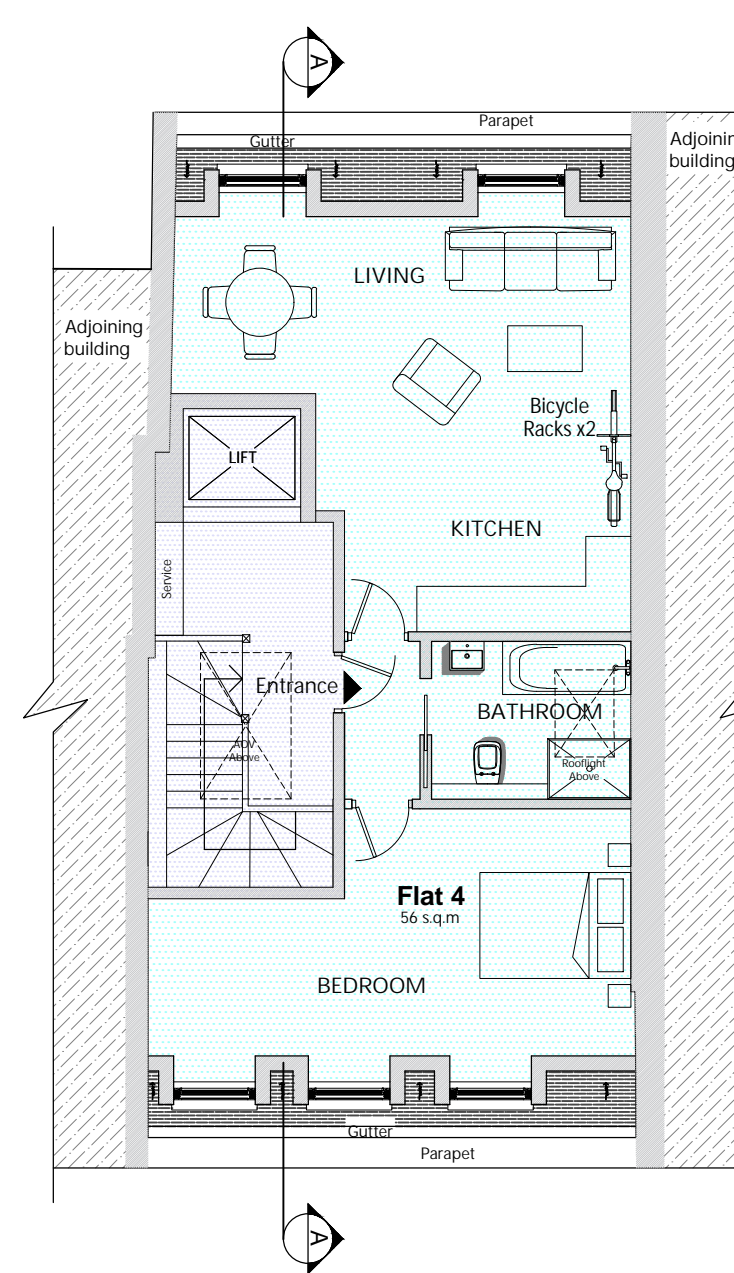 A
Parapet
Gutter
Adjoinin
building
LIVING
Adjoining
building
Bicycle
Racks x2
LIFT
KITCHEN
Service
Entrance
BATHROOM
AOV
Above
Rooflight
Above
Flat 4
56 s.q.m
BEDROOM
Gutter
Parapet
A